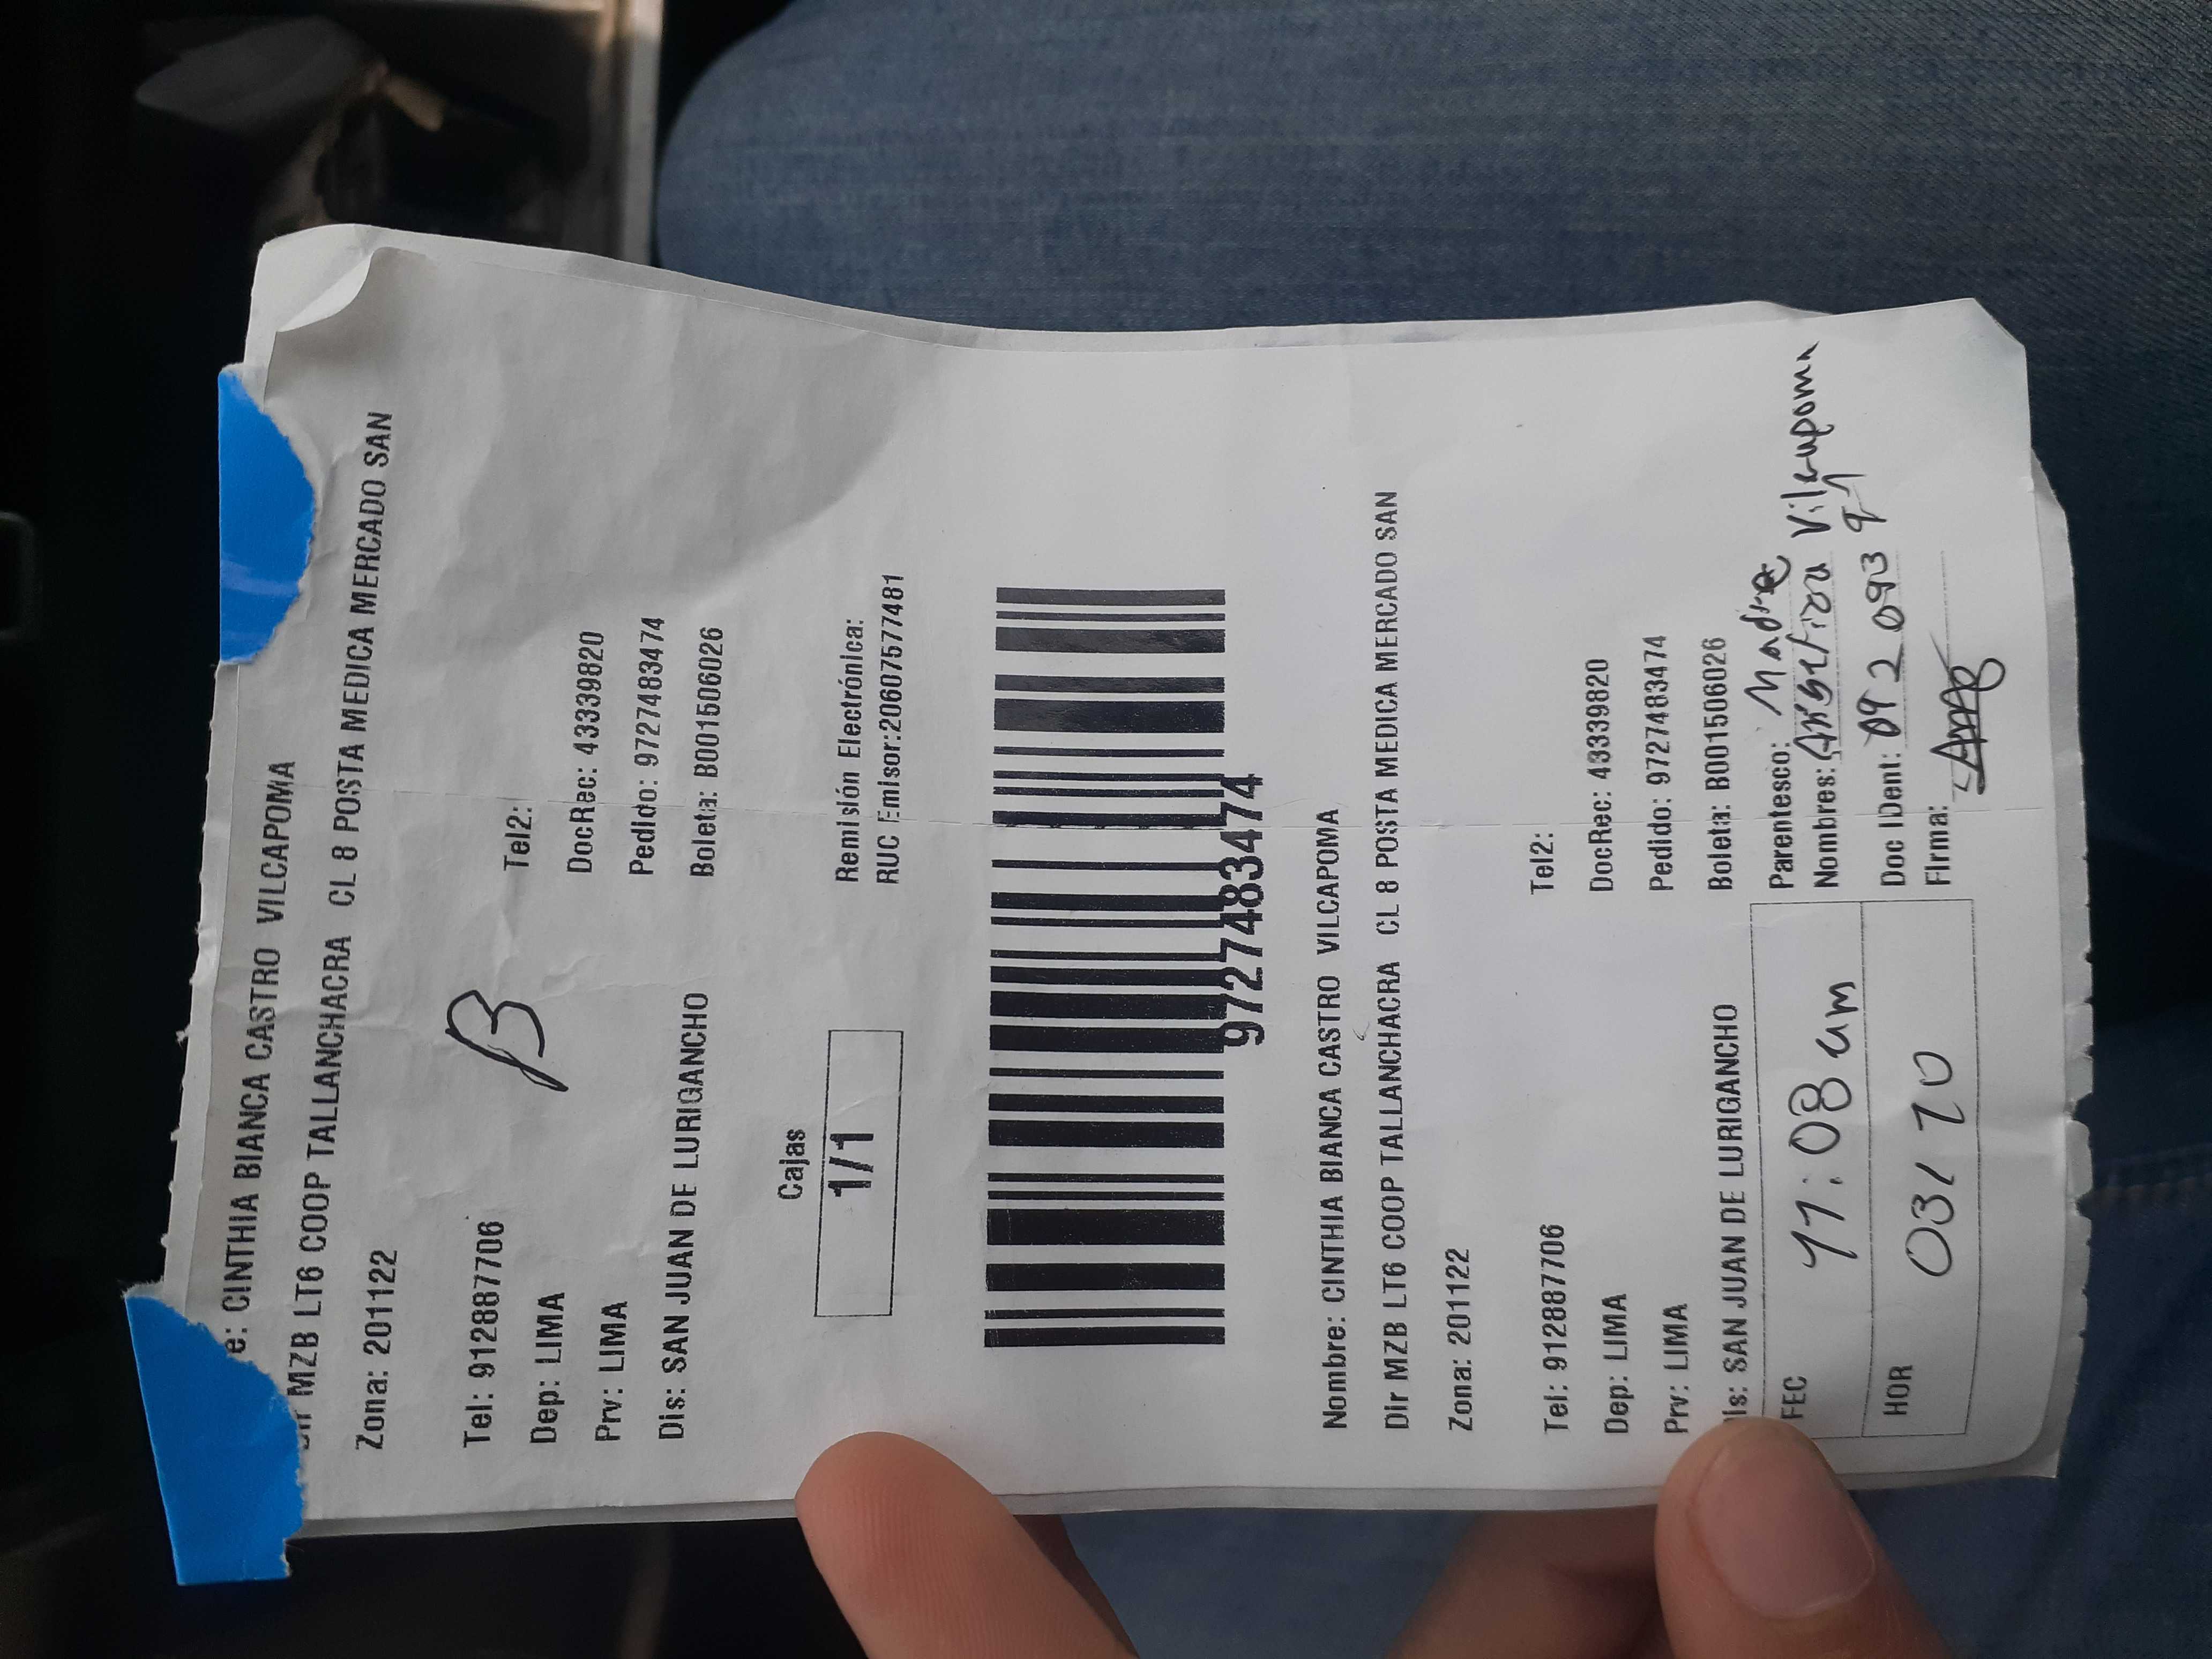 e: CINTHIA BIANCA CASTRO VILCAPOMA
Dir MZB LT6 COOP TALLANCHACRA CL 8 POSTA MEDICA MERCADO SAN
Zona: 201122
B
Tel: 912887706 Tel2:
Dep: LIMA DocRec: 43339820
Prv: LIMA Pedido: 9727483474
Dis: SAN JUAN DE LURIGANCHO Boleta: B001506026
Cajas
1/1
Remisión Electrónica:
RUC Emisor:20607577481
9727483474
Nombre: CINTHIA BIANCA CASTRO VILCAPOMA
Dir MZB LT6 COOP TALLANCHACRA CL 8 POSTA MEDICA MERCADO SAN
Zona: 201122
Tel: 912887706 Tel2:
Dep: LIMA DocRec: 43339820
Prv: LIMA Pedido: 9727483474
Dis: SAN JUAN DE LURIGANCHO Boleta: B001506026
FEC 11:08 am
HOR 03/10
Parentesco: Madre
Nombres: Vilcapoma
Doc IDent:
Firma: